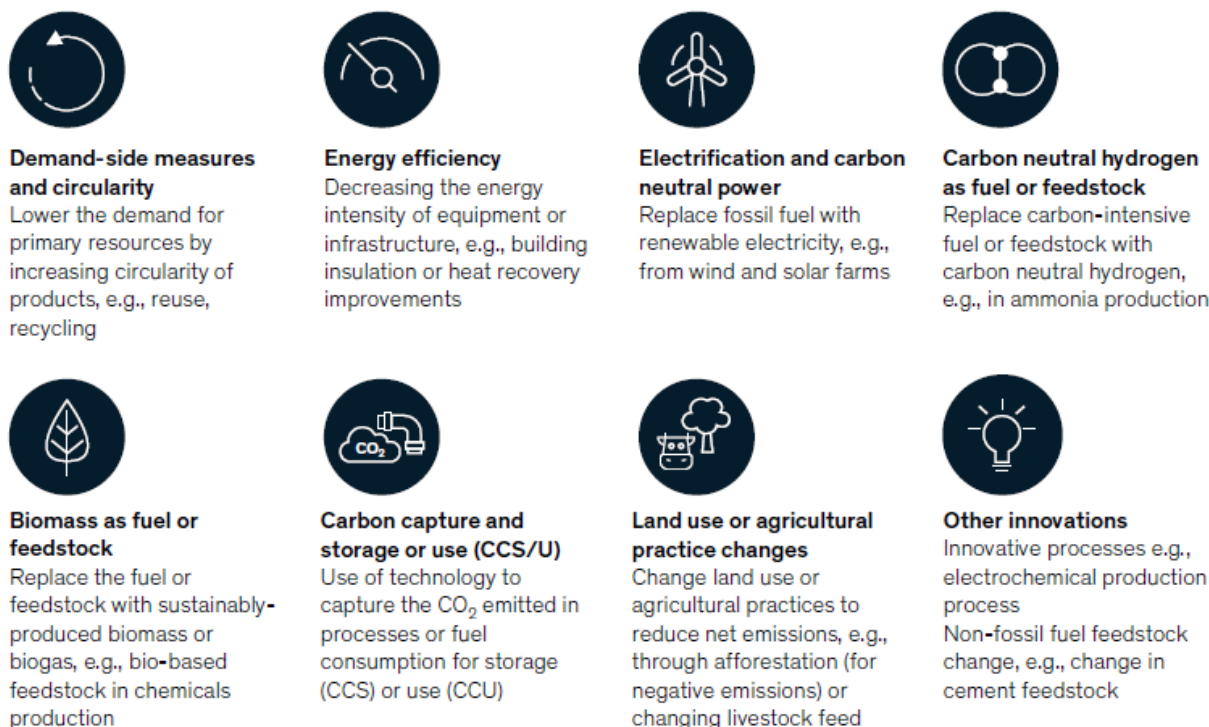 Demand-side measures
and circularity
Lower the demand for
primary resources by
increasing circularity of
products, e.g., reuse,
recycling
Energy efficiency
Decreasing the energy
intensity of equipment or
infrastructure, e.g., building
insulation or heat recovery
improvements
Electrification and carbon
neutral power
Replace fossil fuel with
renewable electricity, e.g.,
from wind and solar farms
Carbon neutral hydrogen
as fuel or feedstock
Replace carbon-intensive
fuel or feedstock with
carbon neutral hydrogen,
e.g., in ammonia production
Biomass as fuel or
feedstock
Replace the fuel or
feedstock with sustainably-
produced biomass or
biogas, e.g., bio-based
feedstock in chemicals
production
CO₂
Carbon capture and
storage or use (CCS/U)
Use of technology to
capture the CO₂ emitted in
processes or fuel
consumption for storage
(CCS) or use (CCU)
Land use or agricultural
practice changes
Change land use or
agricultural practices to
reduce net emissions, e.g.,
through afforestation (for
negative emissions) or
changing livestock feed
Other innovations
Innovative processes e.g.,
electrochemical production
process
Non-fossil fuel feedstock
change, e.g., change in
cement feedstock